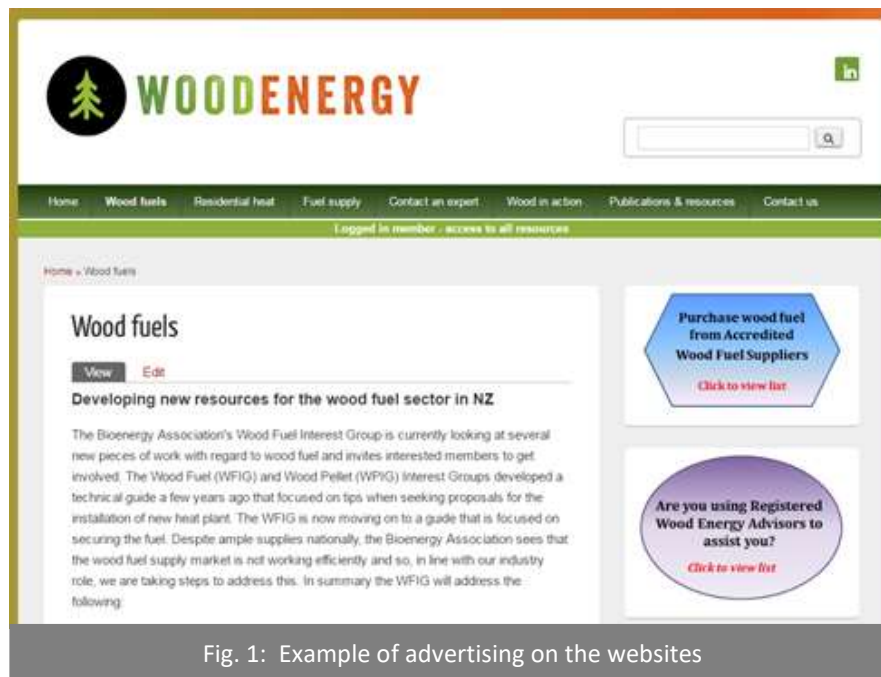 WOODENERGY
in
Home Wood fuels Residential heat Fuel supply Contact an expert Wood in action Publications & resources Contact us
Logged in member - access to all resources
Home » Wood fuels
Wood fuels
View Edit
Developing new resources for the wood fuel sector in NZ
The Bioenergy Association's Wood Fuel Interest Group is currently looking at several
new pieces of work with regard to wood fuel and invites interested members to get
involved. The Wood Fuel (WFIG) and Wood Pellet (WPIG) Interest Groups developed a
technical guide a few years ago that focused on tips when seeking proposals for the
installation of new heat plant. The WFIG is now moving on to a guide that is focused on
securing the fuel. Despite ample supplies nationally, the Bioenergy Association sees that
the wood fuel supply market is not working efficiently and so, in line with our industry
role, we are taking steps to address this. In summary the WFIG will address the
following:
Purchase wood fuel
from Accredited
Wood Fuel Suppliers
Click to view list
Are you using Registered
Wood Energy Advisors to
assist you?
Click to view list
Fig. 1: Example of advertising on the websites